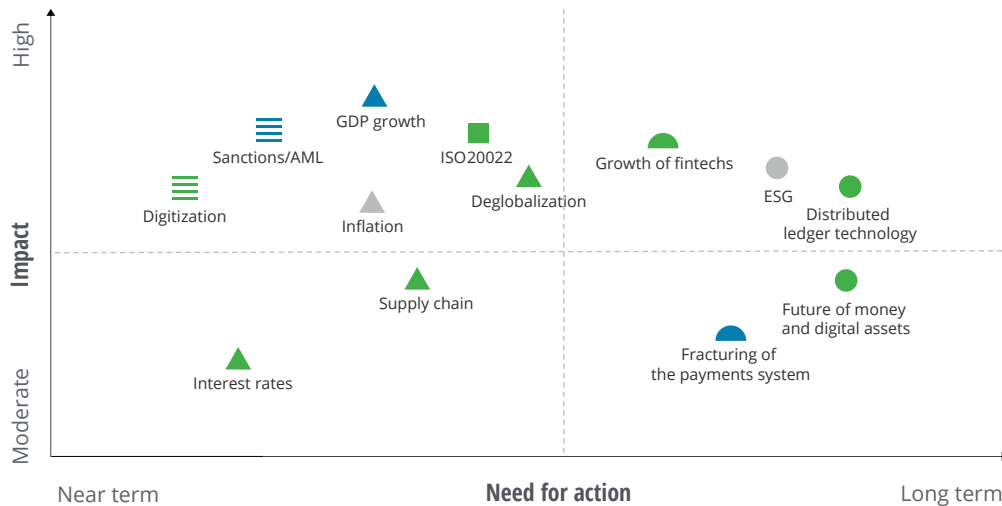 High
GDP growth
Sanctions/AML
ISO20022
Growth of fintechs
Digitization
Inflation
Deglobalization
ESG
Distributed
ledger technology
Impact
Supply chain
Future of money
and digital assets
Interest rates
Fracturing of
the payments system
Moderate
Near term
Need for action
Long term